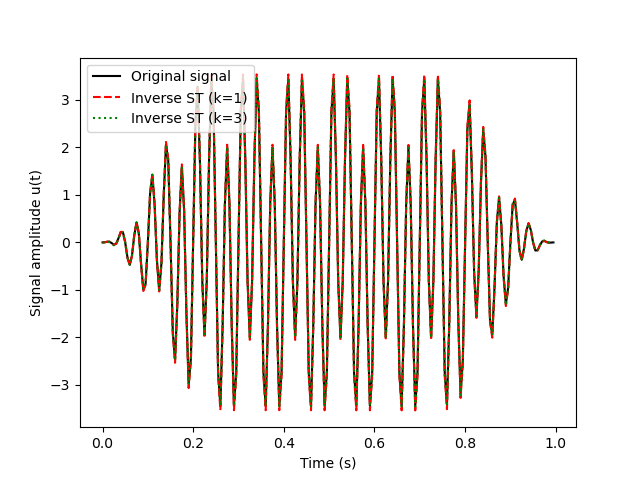 Original signal
Inverse ST (k=1)
Inverse ST (k=3)
Signal amplitude u(t)
3
2
1
0
−1
−2
−3
0.0 0.2 0.4 0.6 0.8 1.0
Time (s)